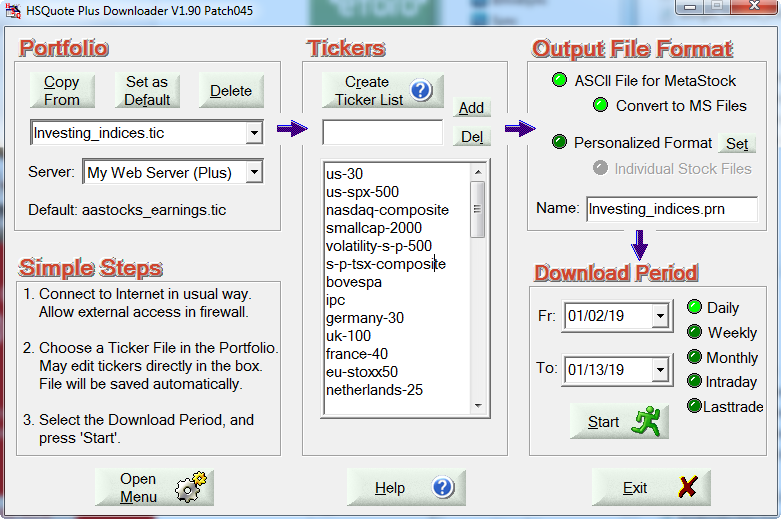 HSQuote Plus Downloader V1.90 Patch045
Portfolio
Copy From
Set as Default
Delete
Investing_indices.tic
Server: My Web Server (Plus)
Default: aastocks_earnings.tic
Simple Steps
1. Connect to Internet in usual way.
Allow external access in firewall.
2. Choose a Ticker File in the Portfolio.
May edit tickers directly in the box.
File will be saved automatically.
3. Select the Download Period, and
press 'Start'.
Open Menu
Tickers
Create Ticker List
?
Add
Del
us-30
us-spx-500
nasdaq-composite
smallcap-2000
volatility-s-p-500
s-p-tsx-composite
bovespa
ipc
germany-30
uk-100
france-40
eu-stoxx50
netherlands-25
Help ?
Output File Format
ASCII File for MetaStock
Convert to MS Files
Personalized Format Set
Individual Stock Files
Name: Investing_indices.prn
Download Period
Fr: 01/02/19
To: 01/13/19
Daily
Weekly
Monthly
Intraday
Lasttrade
Start
Exit